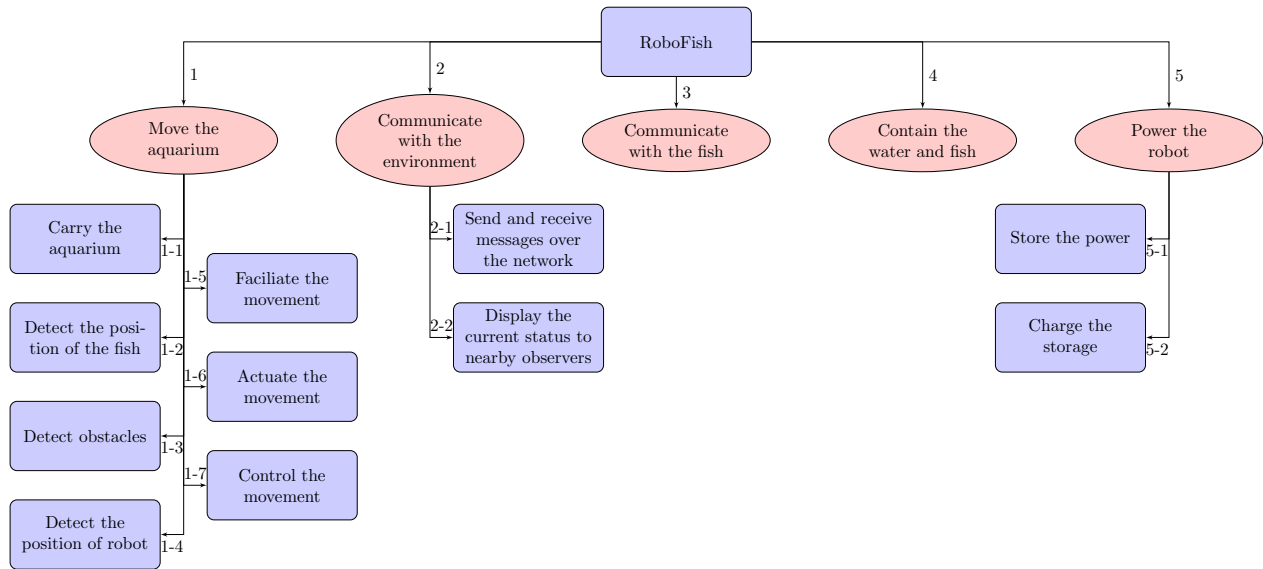 RoboFish
1
2
3
4
5
Move the
aquarium
Communicate
with the
environment
Communicate
with the fish
Contain the
water and fish
Power the
robot
Carry the
aquarium
1-1
Detect the posi-
tion of the fish
1-2
Detect obstacles
1-3
Detect the
position of robot
1-4
1-5
Faciliate the
movement
1-6
Actuate the
movement
1-7
Control the
movement
2-1
Send and receive
messages over
the network
2-2
Display the
current status to
nearby observers
Store the power
5-1
Charge the
storage
5-2